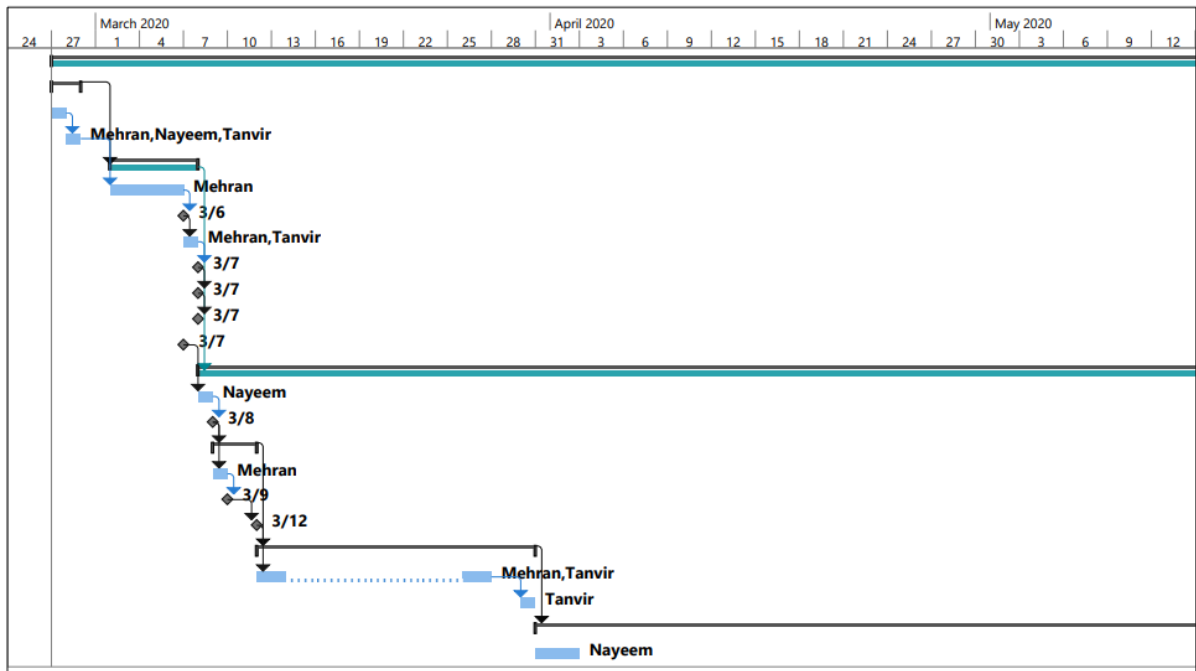 March 2020 April 2020 May 2020
24 27 1 4 7 10 13 16 19 22 25 28 31 3 6 9 12 15 18 21 24 27 30 3 6 9 12
Mehran,Nayeem,Tanvir
Mehran
3/6
Mehran,Tanvir
3/7
3/7
3/7
3/7
Nayeem
3/8
Mehran
3/9
3/12
Mehran,Tanvir
Tanvir
Nayeem